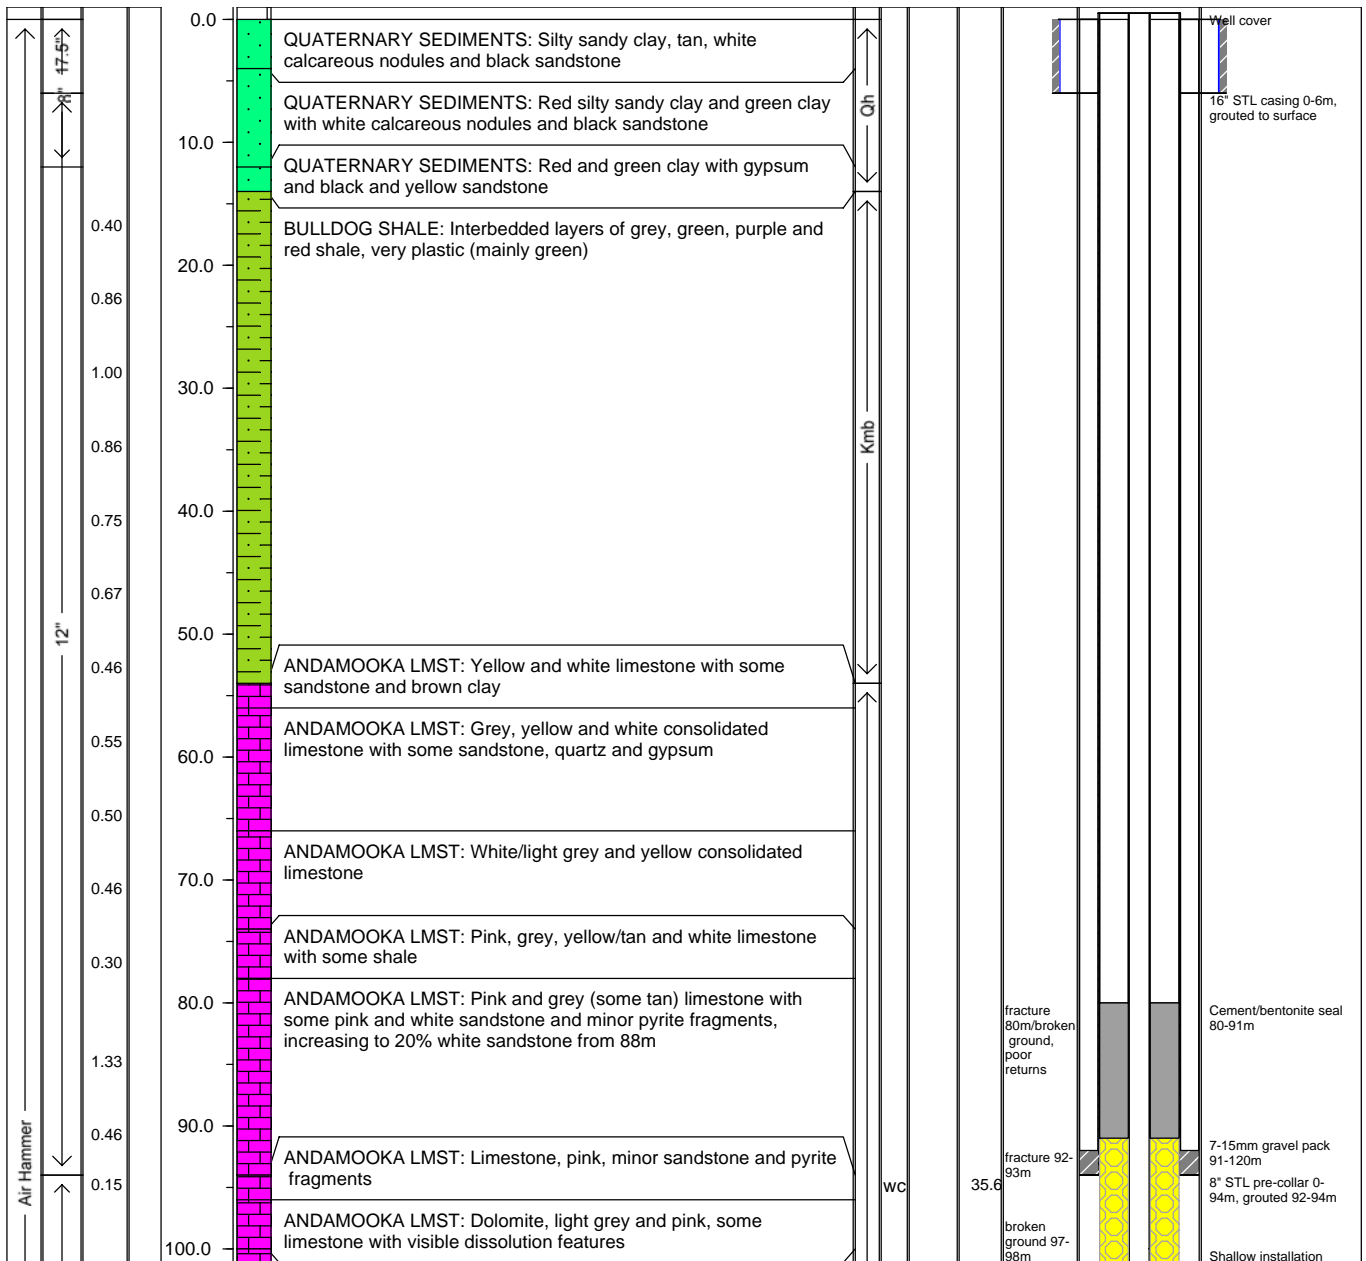 Air Hammer
17.5"
8"
12"
0.40
0.86
1.00
0.86
0.75
0.67
0.46
0.55
0.50
0.46
0.30
1.33
0.46
0.15
0.0
10.0
20.0
30.0
40.0
50.0
60.0
70.0
80.0
90.0
100.0
QUATERNARY SEDIMENTS: Silty sandy clay, tan, white
calcareous nodules and black sandstone
QUATERNARY SEDIMENTS: Red silty sandy clay and green clay
with white calcareous nodules and black sandstone
QUATERNARY SEDIMENTS: Red and green clay with gypsum
and black and yellow sandstone
BULLDOG SHALE: Interbedded layers of grey, green, purple and
red shale, very plastic (mainly green)
ANDAMOOKA LMST: Yellow and white limestone with some
sandstone and brown clay
ANDAMOOKA LMST: Grey, yellow and white consolidated
limestone with some sandstone, quartz and gypsum
ANDAMOOKA LMST: White/light grey and yellow consolidated
limestone
ANDAMOOKA LMST: Pink, grey, yellow/tan and white limestone
with some shale
ANDAMOOKA LMST: Pink and grey (some tan) limestone with
some pink and white sandstone and minor pyrite fragments,
increasing to 20% white sandstone from 88m
ANDAMOOKA LMST: Limestone, pink, minor sandstone and pyrite
fragments
ANDAMOOKA LMST: Dolomite, light grey and pink, some
limestone with visible dissolution features
Qh
Kmb
wc
35.6
fracture
80m/broken
ground,
poor
returns
fracture 92-
93m
broken
ground 97-
98m
Well cover
16" STL casing 0-6m,
grouted to surface
Cement/bentonite seal
80-91m
7-15mm gravel pack
91-120m
8" STL pre-collar 0-
94m, grouted 92-94m
Shallow installation